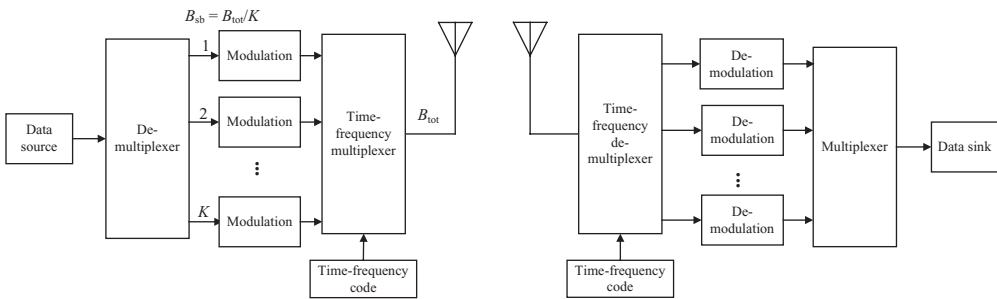 B_sb = B_tot/K
1
Modulation
2
Modulation
K
Modulation
Data
source
De-
multiplexer
Time-
frequency
multiplexer
B_tot
Time-frequency
code
Time-
frequency
de-
multiplexer
Time-frequency
code
De-
modulation
De-
modulation
De-
modulation
Multiplexer
Data sink